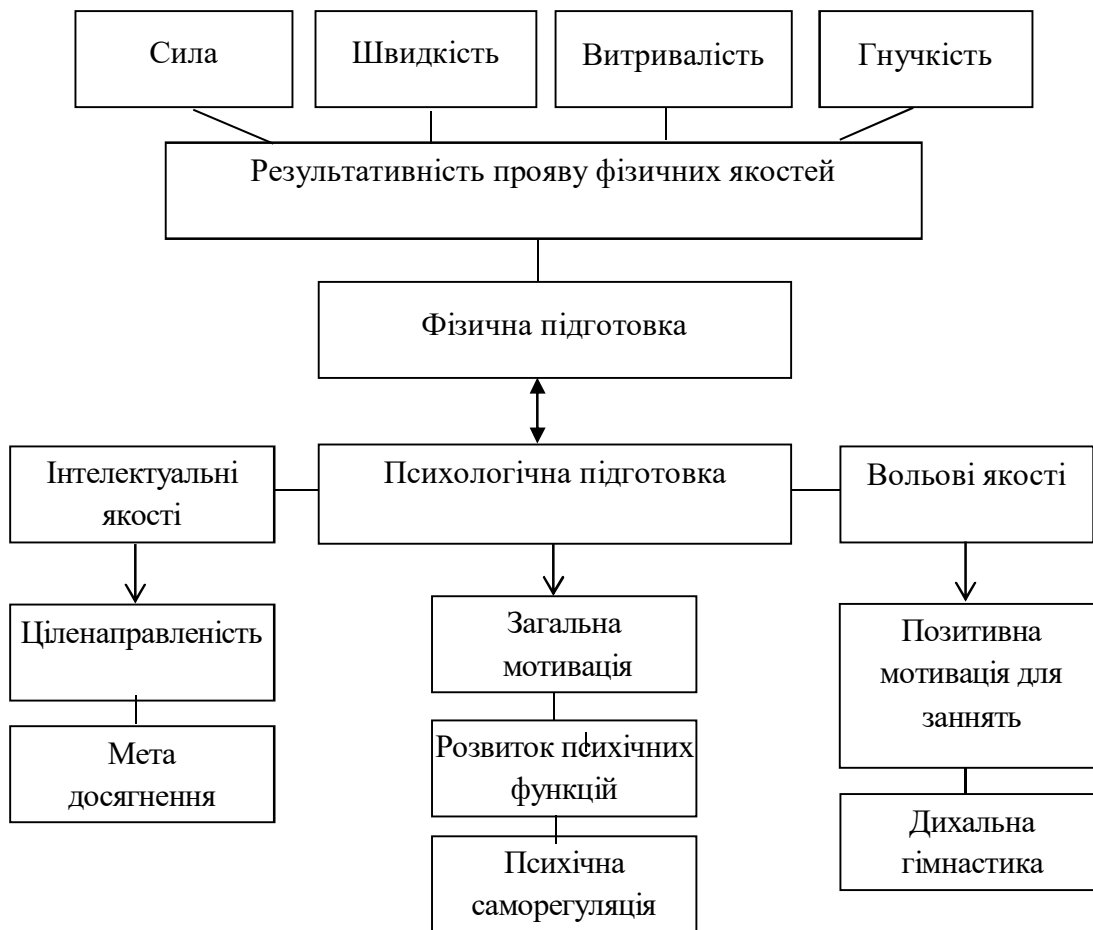 Сила
Швидкість
Витривалість
Гнучкість
Результативність прояву фізичних якостей
Фізична підготовка
Інтелектуальні
якості
Психологічна підготовка
Вольові якості
Ціленаправленість
Загальна
мотивація
Позитивна
мотивація для
заннять
Мета
досягнення
Розвиток психічних
функцій
Дихальна
гімнастика
Психічна
саморегуляція